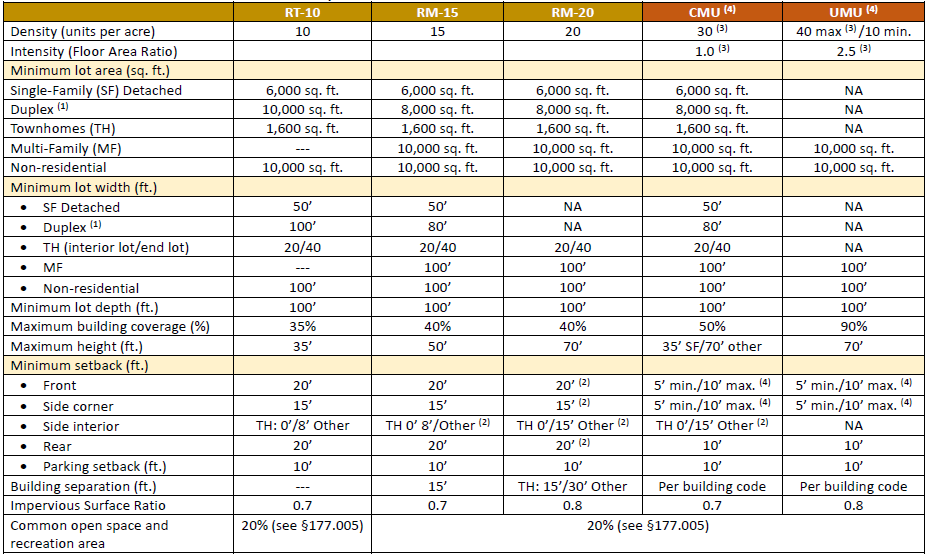 RT-10 RM-15 RM-20 CMU (4) UMU (4)
Density (units per acre) 10 15 20 30 (3) 40 max (3)/10 min.
Intensity (Floor Area Ratio) 1.0 (3) 2.5 (3)
Minimum lot area (sq. ft.)
Single-Family (SF) Detached 6,000 sq. ft. 6,000 sq. ft. 6,000 sq. ft. 6,000 sq. ft. NA
Duplex (1) 10,000 sq. ft. 8,000 sq. ft. 8,000 sq. ft. 8,000 sq. ft. NA
Townhomes (TH) 1,600 sq. ft. 1,600 sq. ft. 1,600 sq. ft. 1,600 sq. ft. NA
Multi-Family (MF) --- 10,000 sq. ft. 10,000 sq. ft. 10,000 sq. ft. 10,000 sq. ft.
Non-residential 10,000 sq. ft. 10,000 sq. ft. 10,000 sq. ft. 10,000 sq. ft. 10,000 sq. ft.
Minimum lot width (ft.)
• SF Detached 50’ 50’ NA 50’ NA
• Duplex (1) 100’ 80’ NA 80’ NA
• TH (interior lot/end lot) 20/40 20/40 20/40 20/40 NA
• MF --- 100’ 100’ 100’ 100’
• Non-residential 100’ 100’ 100’ 100’ 100’
Minimum lot depth (ft.) 100’ 100’ 100’ 100’ 100’
Maximum building coverage (%) 35% 40% 40% 50% 90%
Maximum height (ft.) 35’ 50’ 70’ 35’ SF/70’ other 70’
Minimum setback (ft.)
• Front 20’ 20’ 20’ (2) 5’ min./10’ max. (4) 5’ min./10’ max. (4)
• Side corner 15’ 15’ 15’ (2) 5’ min./10’ max. (4) 5’ min./10’ max. (4)
• Side interior TH: 0’/8’ Other TH 0’ 8’/Other (2) TH 0’/15’ Other (2) TH 0’/15’ Other (2) NA
• Rear 20’ 20’ 20’ (2) 10’ 10’
• Parking setback (ft.) 10’ 10’ 10’ 10’ 10’
Building separation (ft.) --- 15’ TH: 15’/30’ Other Per building code Per building code
Impervious Surface Ratio 0.7 0.7 0.8 0.7 0.8
Common open space and 20% (see §177.005) 20% (see §177.005)
recreation area